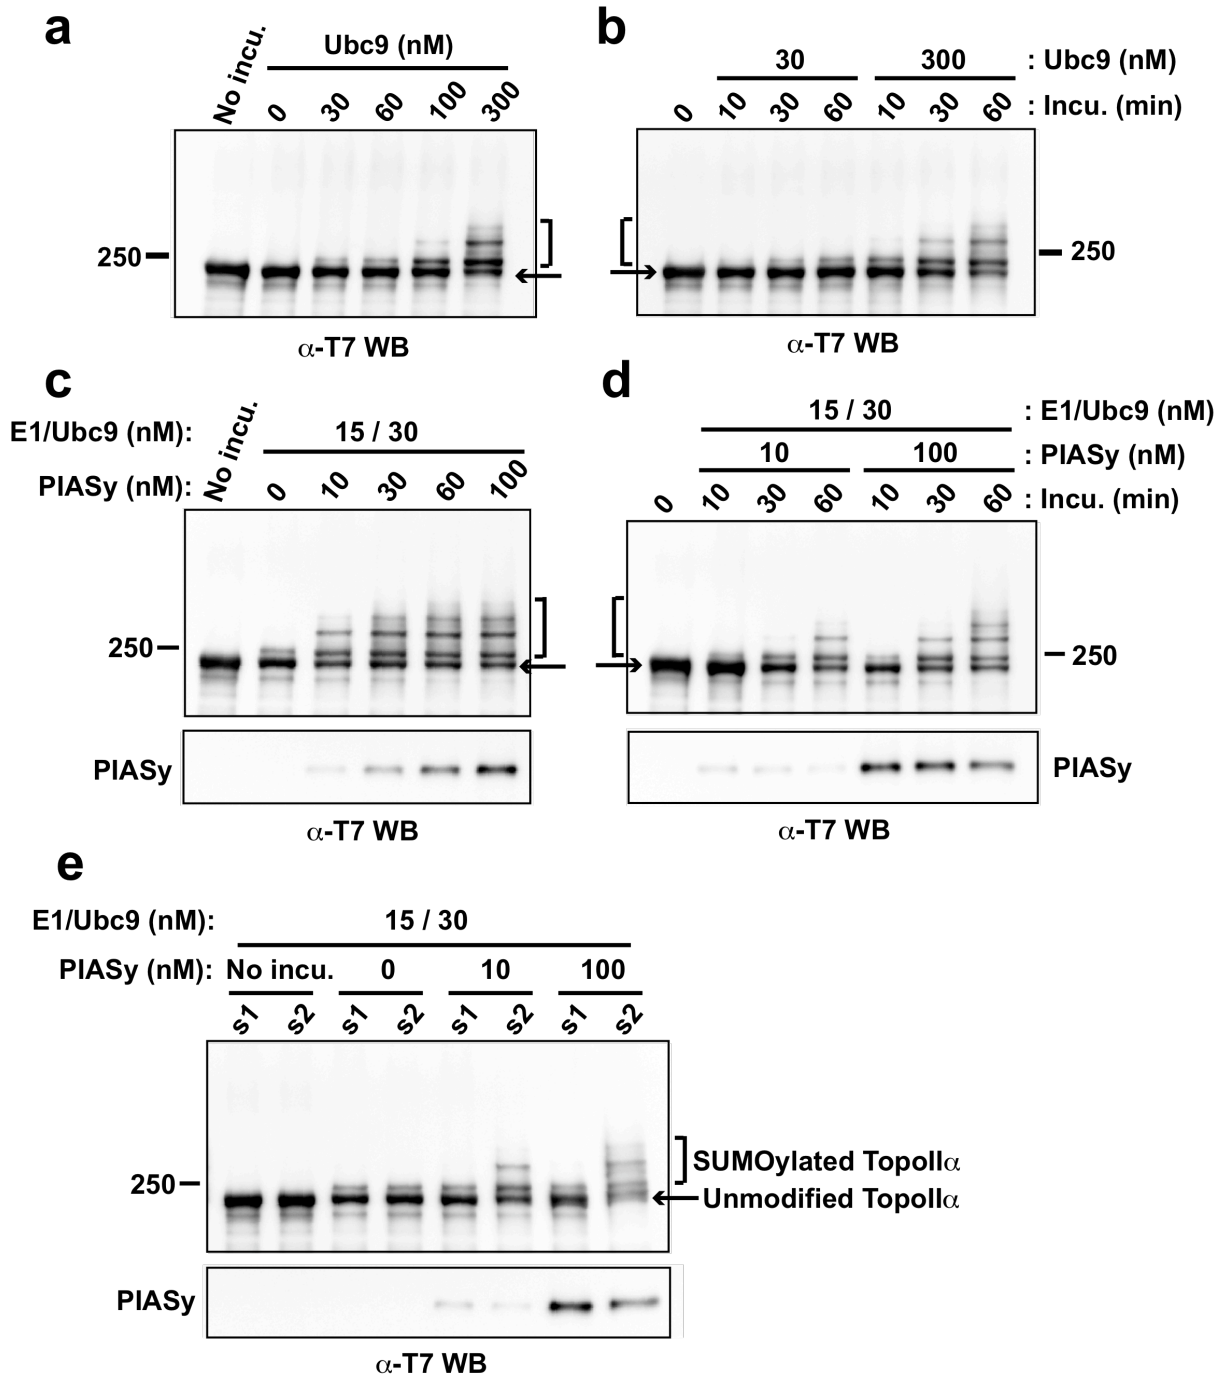 a
No incu.
Ubc9 (nM)
0 30 60 100 300
250
α-T7 WB
b
30 300 : Ubc9 (nM)
0 10 30 60 10 30 60 : Incu. (min)
250
α-T7 WB
c
E1/Ubc9 (nM): 15 / 30
PIASy (nM): No incu. 0 10 30 60 100
250
PIASy
α-T7 WB
d
15 / 30 : E1/Ubc9 (nM)
10 100 : PIASy (nM)
0 10 30 60 10 30 60 : Incu. (min)
250
PIASy
α-T7 WB
e
E1/Ubc9 (nM): 15 / 30
PIASy (nM): No incu. 0 10 100
s1 s2 s1 s2 s1 s2 s1 s2
250
SUMOylated TopoIIα
Unmodified TopoIIα
PIASy
α-T7 WB